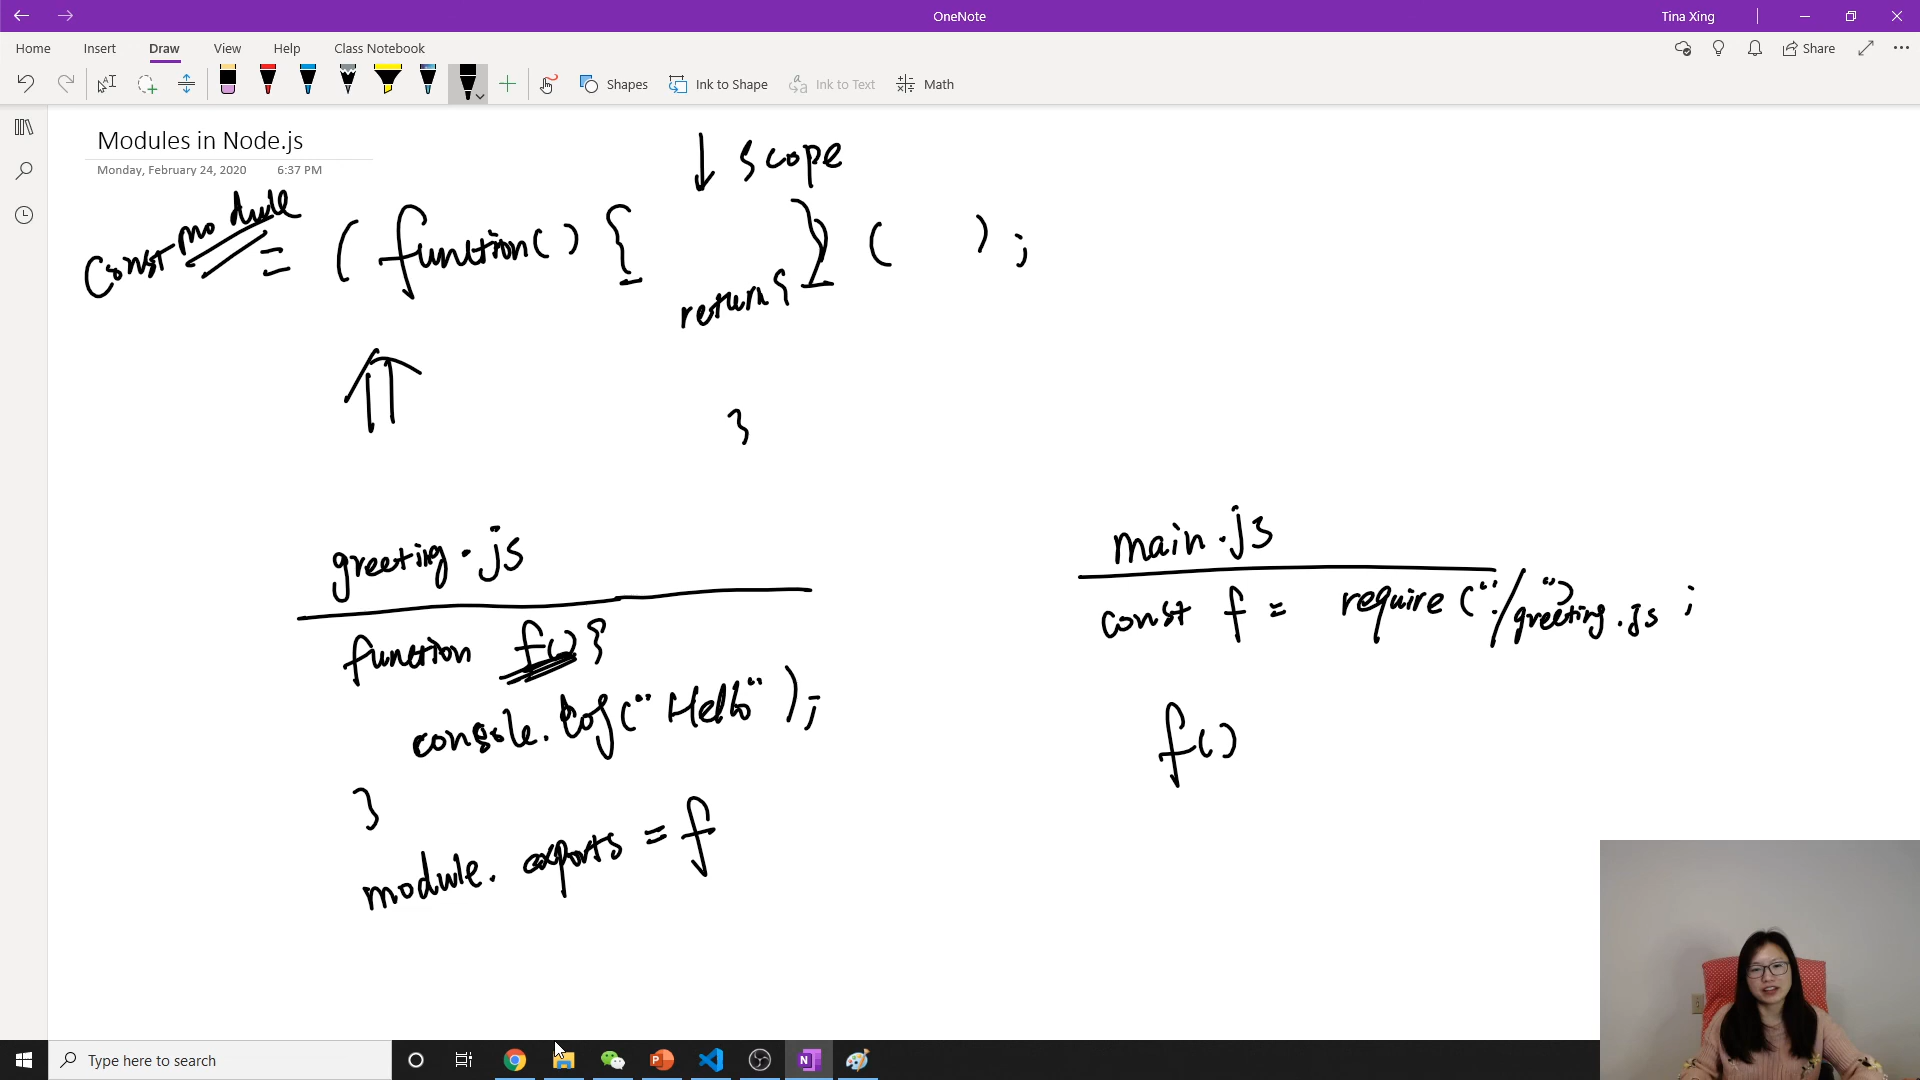 OneNote
Tina Xing
Home Insert Draw View Help Class Notebook
Share
Shapes Ink to Shape Ink to Text Math
Modules in Node.js
Monday, February 24, 2020 6:37 PM
↓ scope
const module = ( function() { } ) ( ) ;
return {
}
greeting.js
function f() {
console.log("Hello");
}
module.exports = f
main.js
const f = require("./greeting.js");
f()
Type here to search